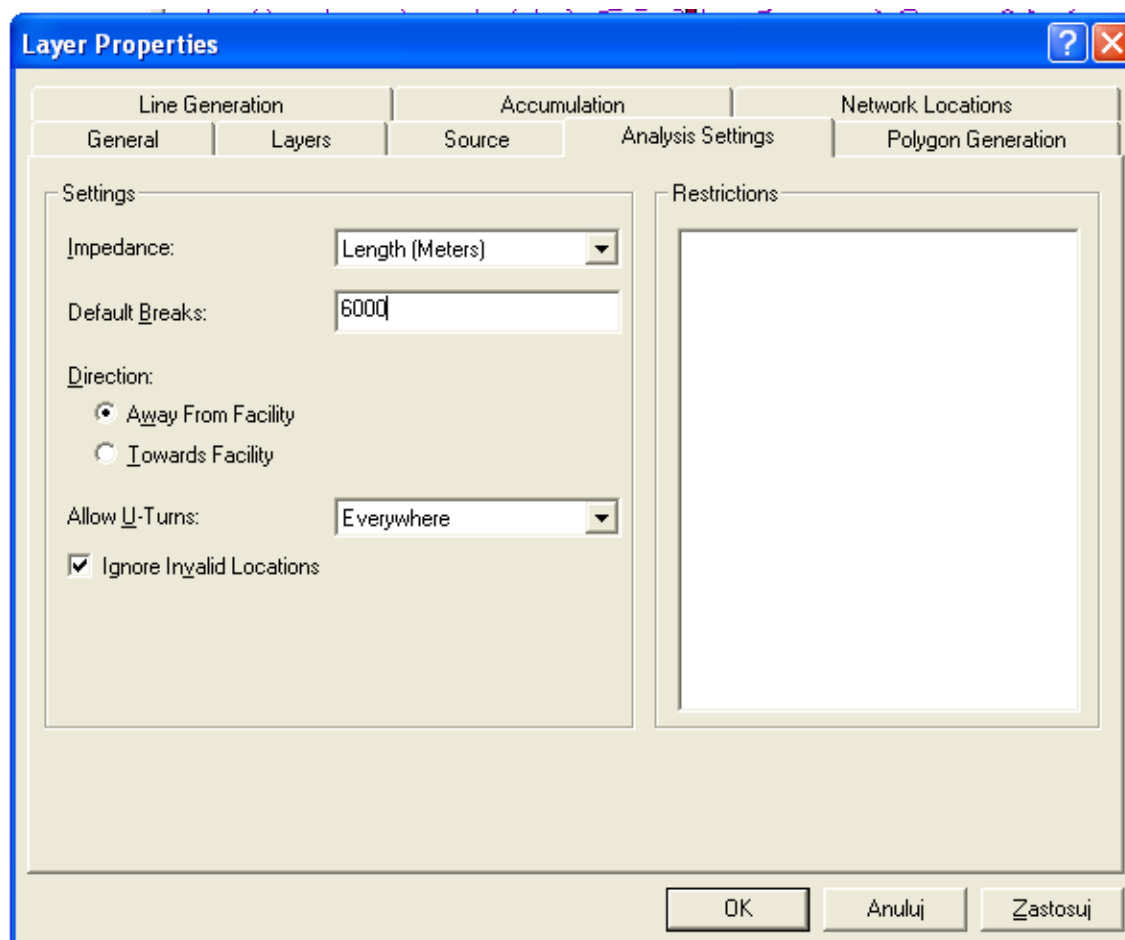 Layer Properties
Line Generation
Accumulation
Network Locations
General
Layers
Source
Analysis Settings
Polygon Generation
Settings
Impedance:
Length (Meters)
Default Breaks:
6000
Direction:
Away From Facility
Towards Facility
Allow U-Turns:
Everywhere
Ignore Invalid Locations
Restrictions
OK
Anuluj
Zastosuj